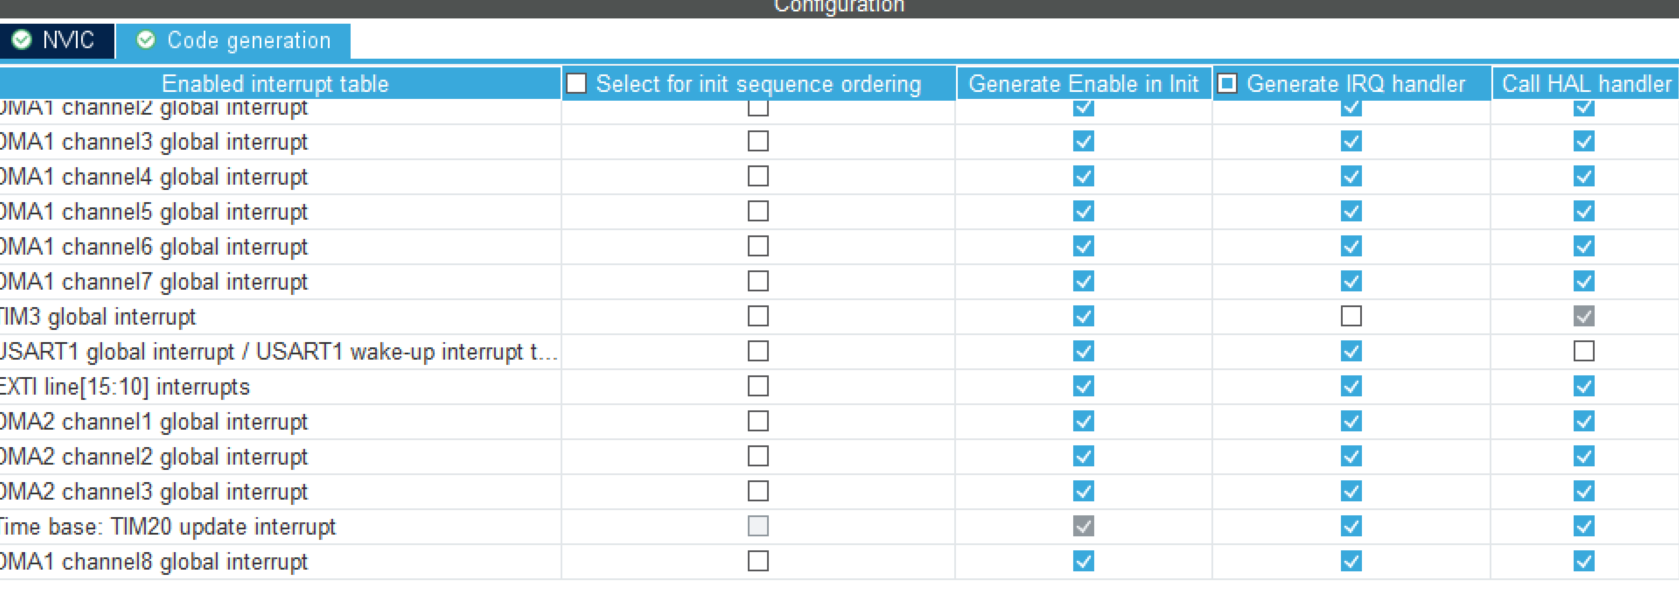 Configuration
NVIC Code generation
Enabled interrupt table Select for init sequence ordering Generate Enable in Init Generate IRQ handler Call HAL handler
DMA1 channel2 global interrupt
DMA1 channel3 global interrupt
DMA1 channel4 global interrupt
DMA1 channel5 global interrupt
DMA1 channel6 global interrupt
DMA1 channel7 global interrupt
TIM3 global interrupt
USART1 global interrupt / USART1 wake-up interrupt t...
EXTI line[15:10] interrupts
DMA2 channel1 global interrupt
DMA2 channel2 global interrupt
DMA2 channel3 global interrupt
Time base: TIM20 update interrupt
DMA1 channel8 global interrupt